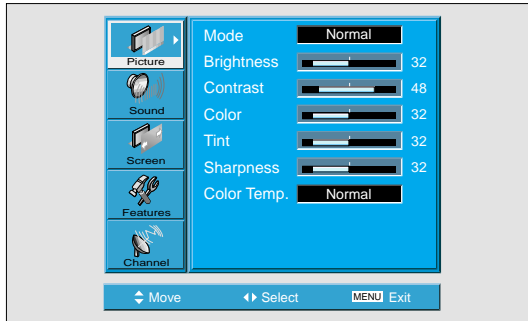 Picture
Sound
Screen
Features
Channel
Mode Normal
Brightness 32
Contrast 48
Color 32
Tint 32
Sharpness 32
Color Temp. Normal
Move Select MENU Exit